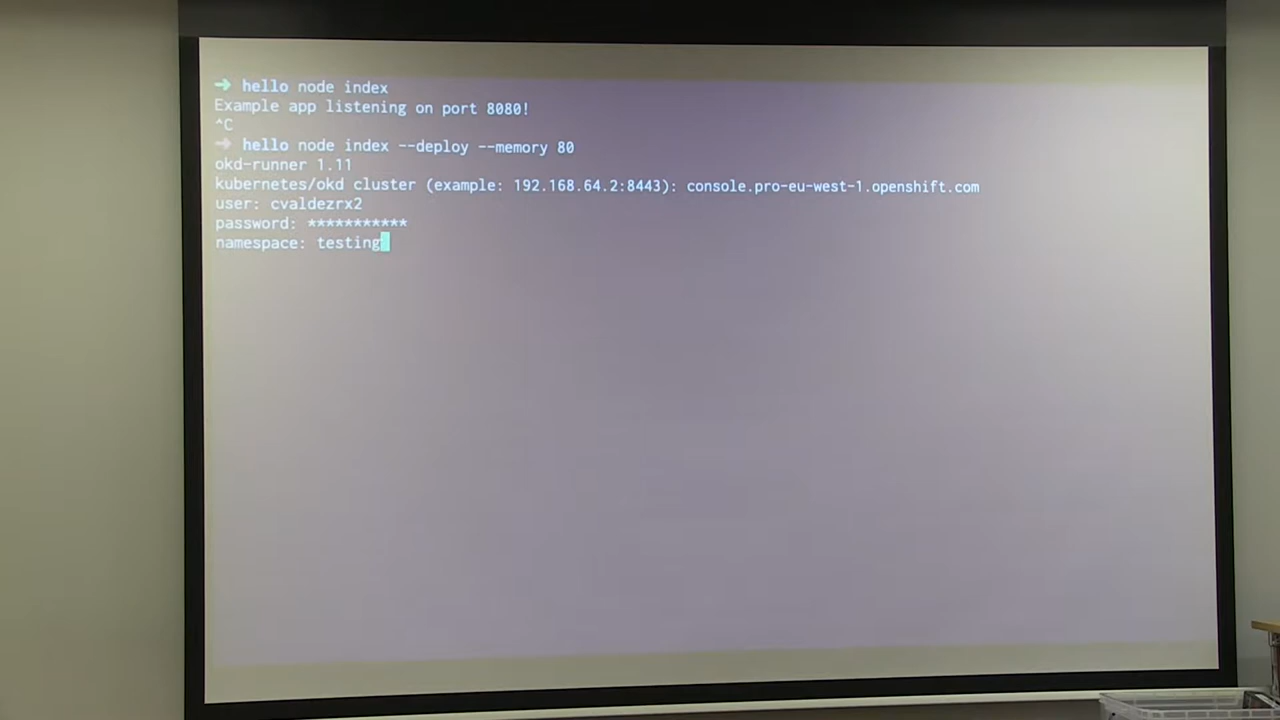 ➜ hello node index
Example app listening on port 8080!
^C
➜ hello node index --deploy --memory 80
okd-runner 1.11
kubernetes/okd cluster (example: 192.168.64.2:8443): console.pro-eu-west-1.openshift.com
user: cvaldezrx2
password: ***********
namespace: testing